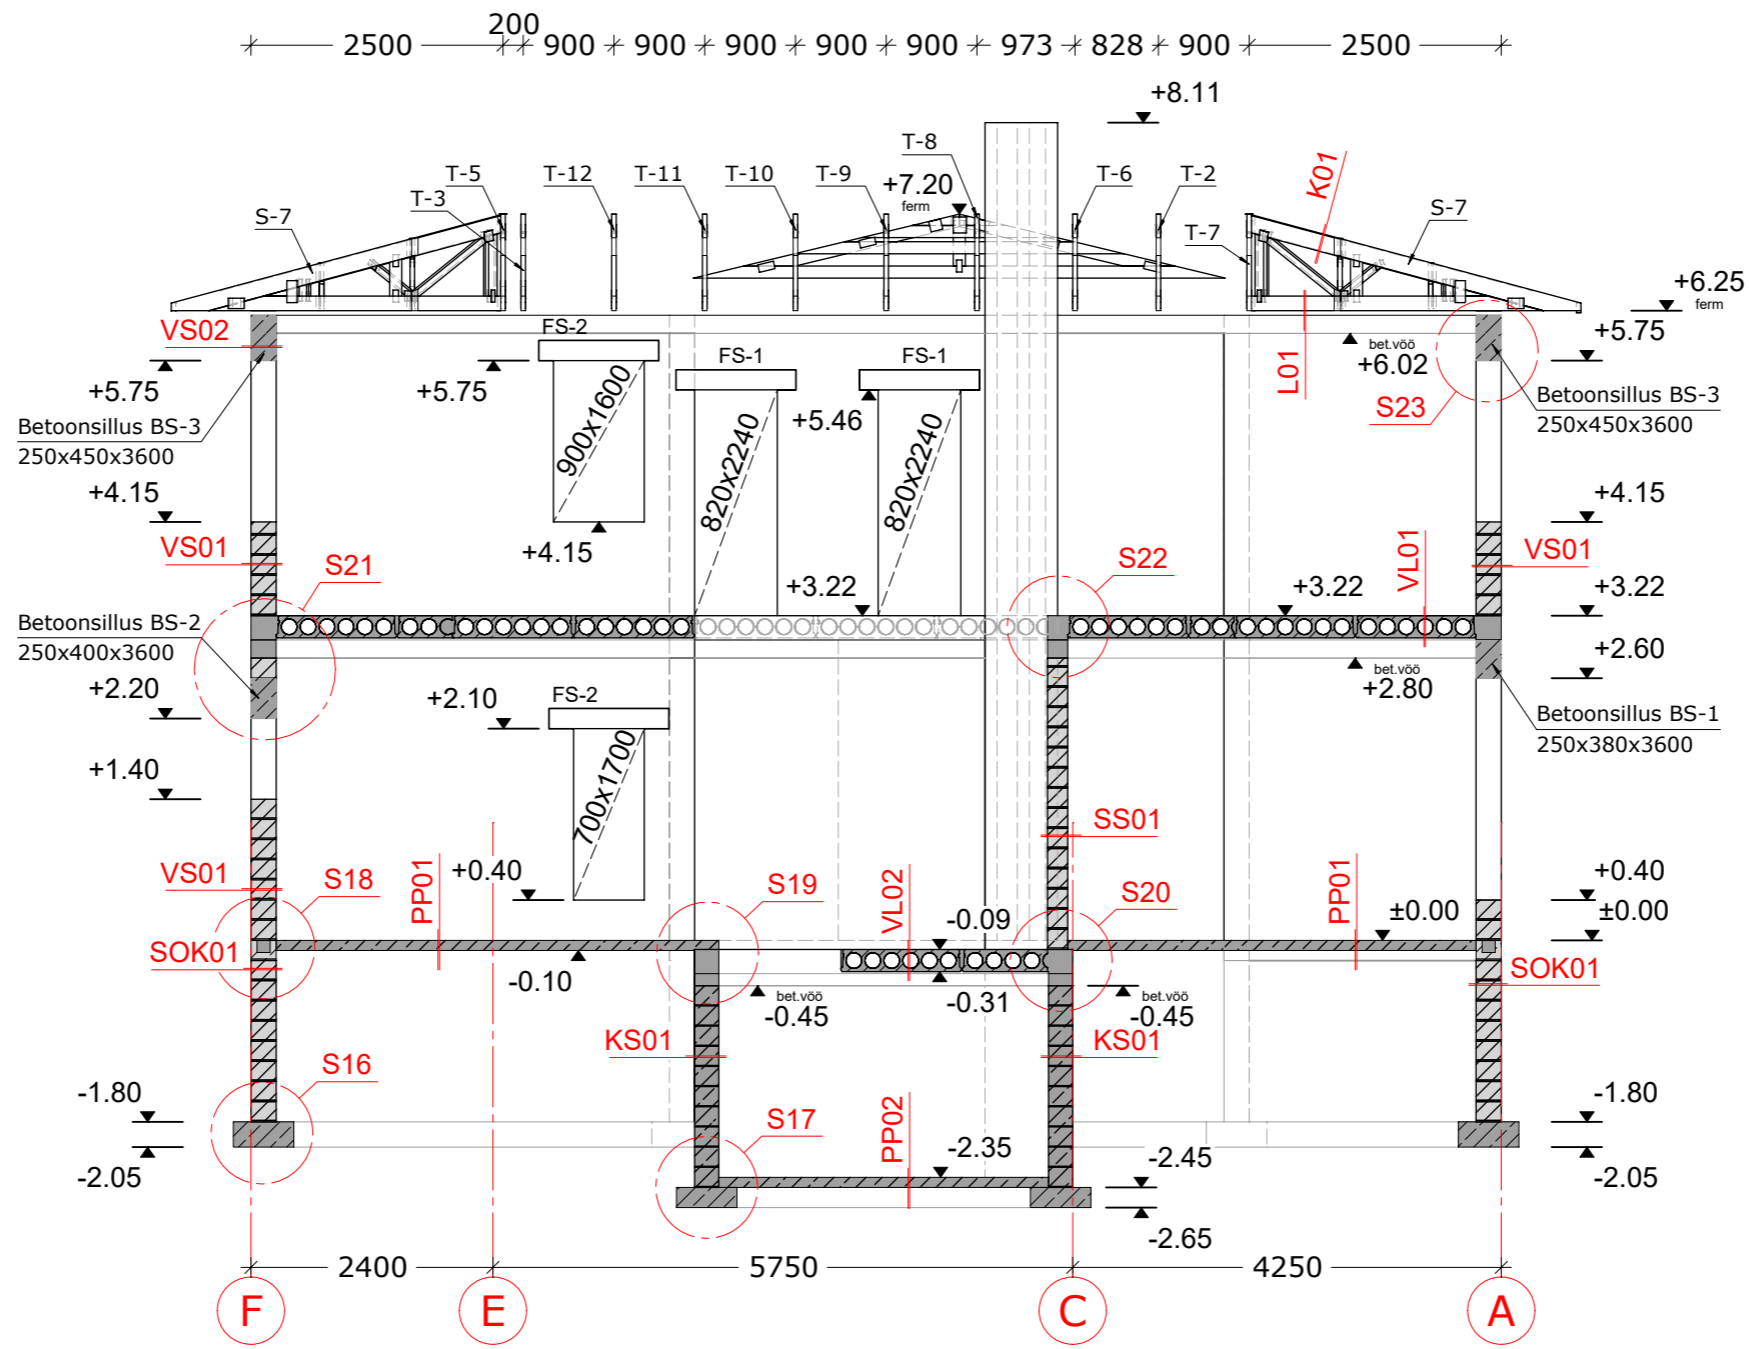 200
2500 900 900 900 900 900 973 828 900 2500
+8.11
T-8
T-5 T-12 T-11 T-10 T-9 +7.20 T-6 T-2 K01
ferm
T-3 S-7 T-7 S-7
+6.25
ferm
VS02 FS-2 FS-1 FS-1 bet.vöö +5.75
+5.75 +5.75 900x1600 +6.02 L01
Betoonsillus BS-3 +5.46 S23 Betoonsillus BS-3
250x450x3600 820x2240 820x2240 250x450x3600
+4.15 +4.15 +4.15
VS01 S21 S22 VL01 VS01
+3.22 +3.22 +3.22
Betoonsillus BS-2
250x400x3600 bet.vöö +2.60
+2.20 +2.10 FS-2 +2.80
Betoonsillus BS-1
700x1700 250x380x3600
+1.40
SS01
VS01 S18 PP01 +0.40 S19 VL02 S20 PP01 +0.40
-0.09 ±0.00 ±0.00
SOK01 -0.10 SOK01
bet.vöö -0.31 bet.vöö
-0.45 -0.45
KS01 KS01
S16
-1.80 S17 PP02 -1.80
-2.35 -2.45
-2.05 -2.05
-2.65
2400 5750 4250
F E C A